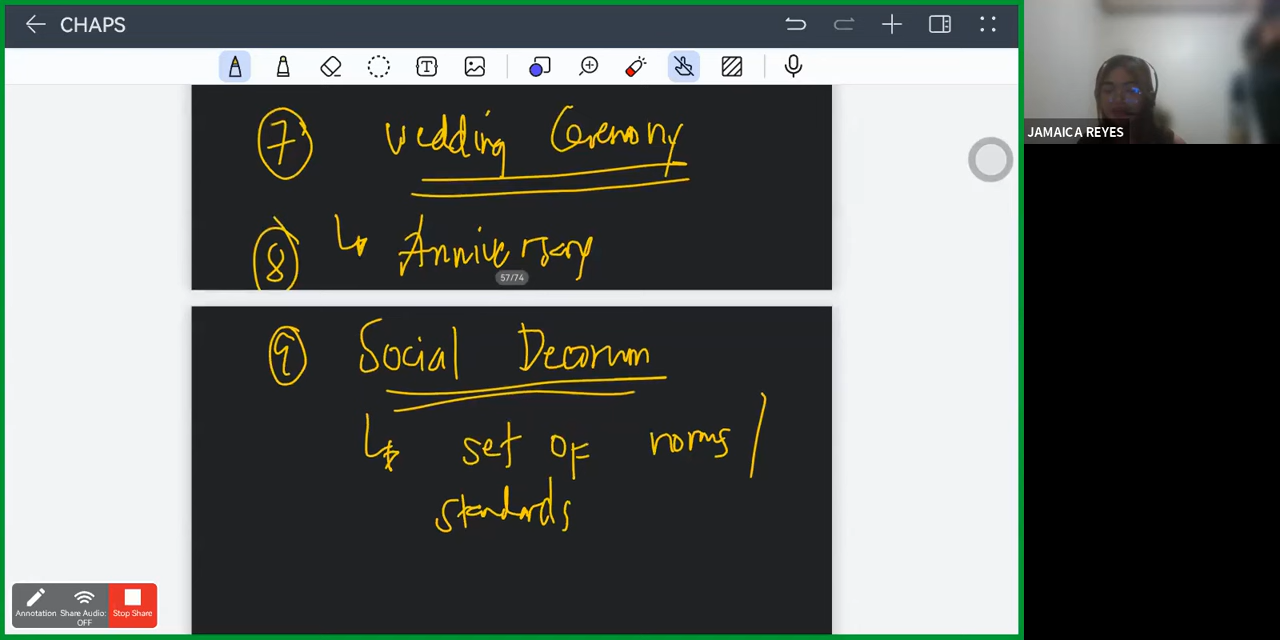 CHAPS
JAMAICA REYES
7 Wedding Ceremony
8 ↳ Anniversary
57/74
9 Social Decorum
↳ set of norms /
standards
Annotation
Share Audio: OFF
Stop Share